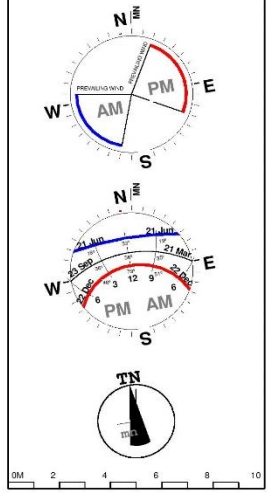 N MN
PREVAILING WIND
PREVAILING WIND
PM
AM
W
E
S
N MN
21 Jun 21 Jun
23 Sep 21 Mar
22 Dec 22 Dec
W
E
6 3 12 9 6
PM AM
S
TN
0M 2 4 6 8 10